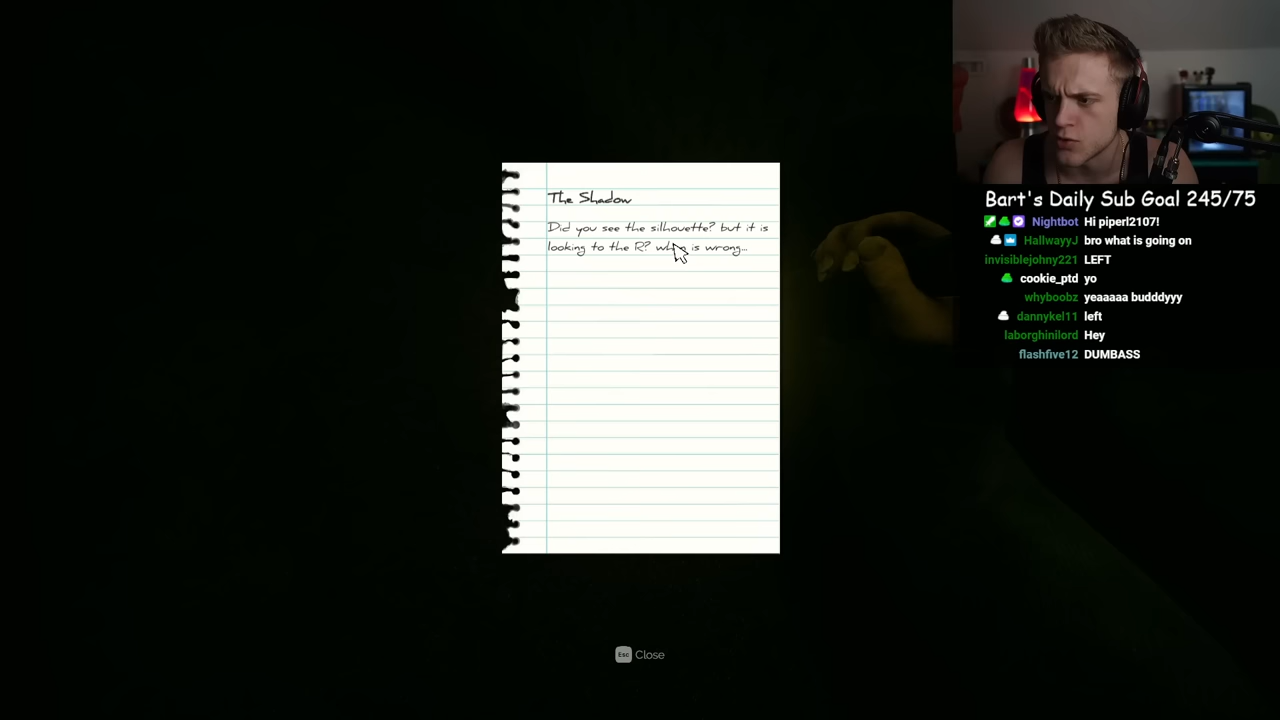 The Shadow
Did you see the silhouette? but it is
looking to the R? is wrong...
Esc Close
Bart's Daily Sub Goal 245/75
Nightbot Hi piperl2107!
HallwayyJ bro what is going on
invisiblejohny221 LEFT
cookie_ptd yo
whyboobz yeaaaaa budddyyy
dannykel11 left
laborghinilord Hey
flashfive12 DUMBASS